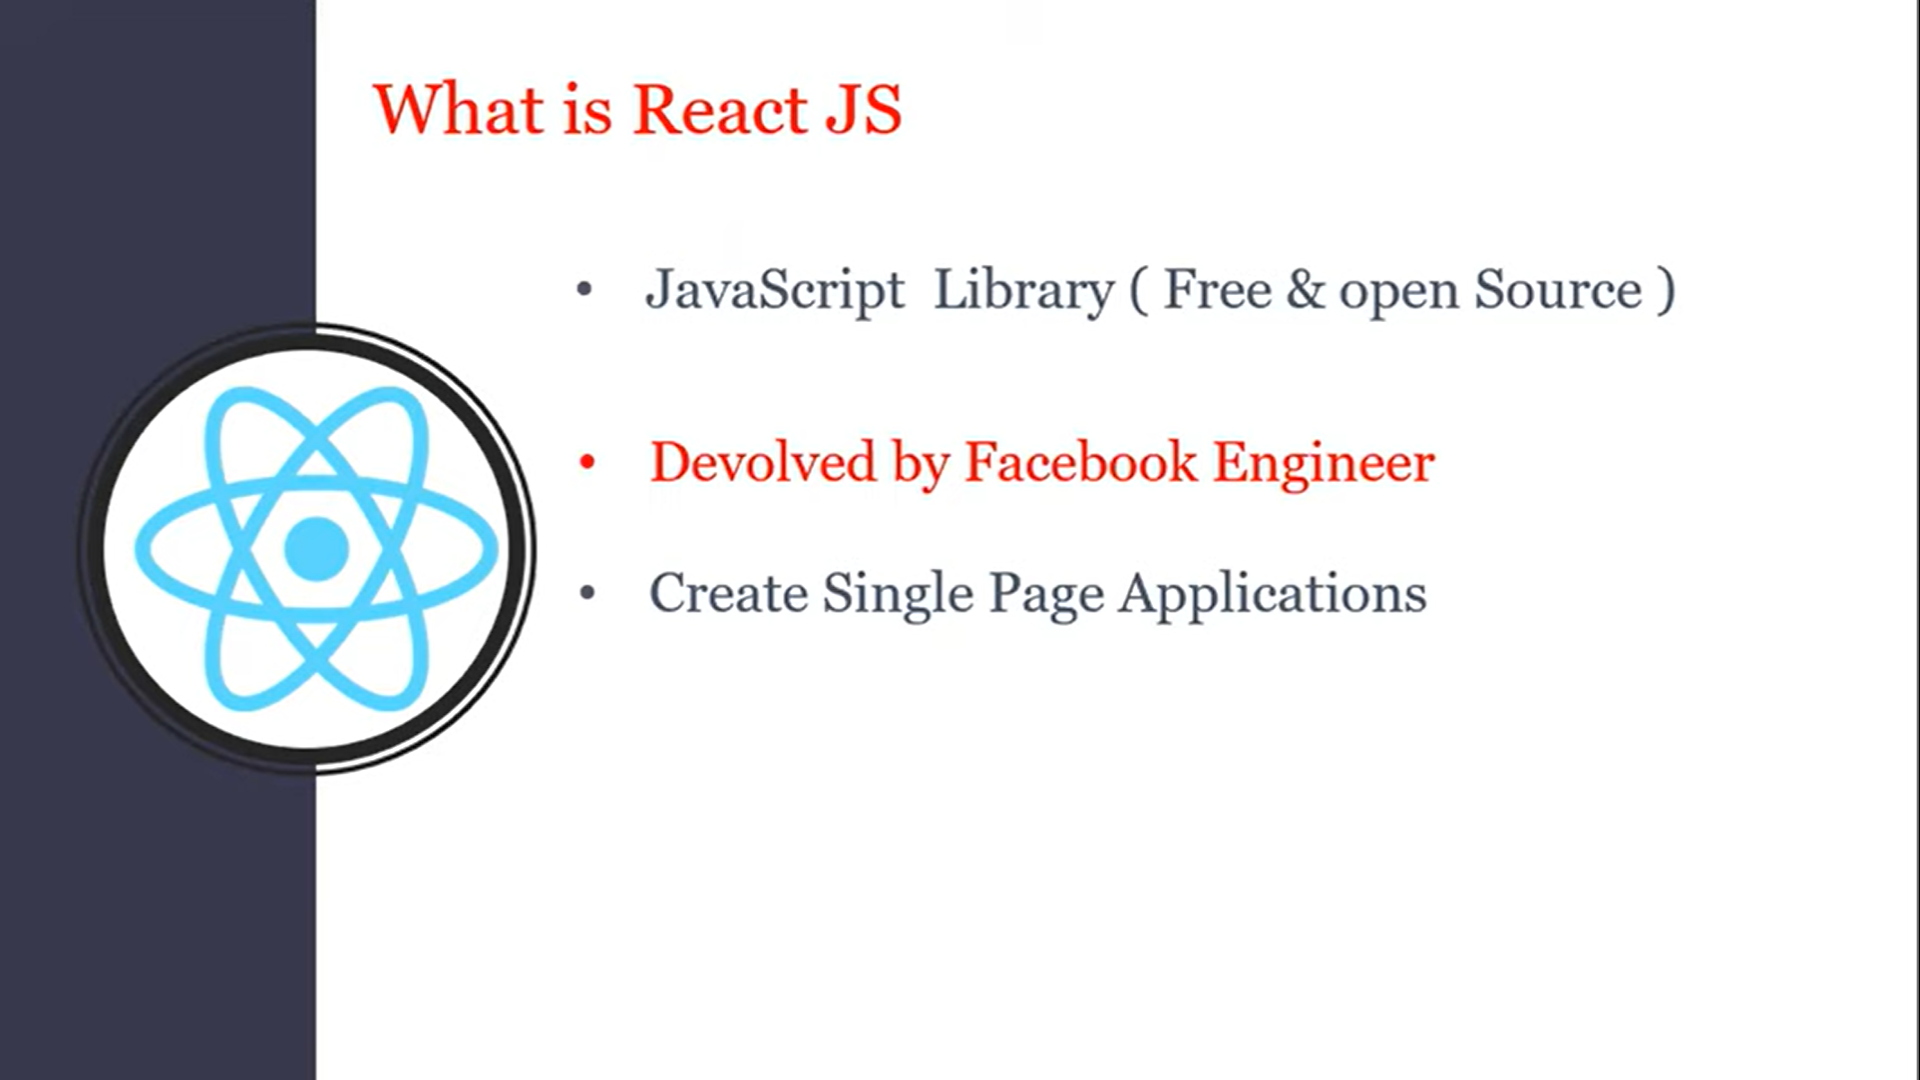 What is React JS
• JavaScript Library ( Free & open Source )
• Devolved by Facebook Engineer
• Create Single Page Applications